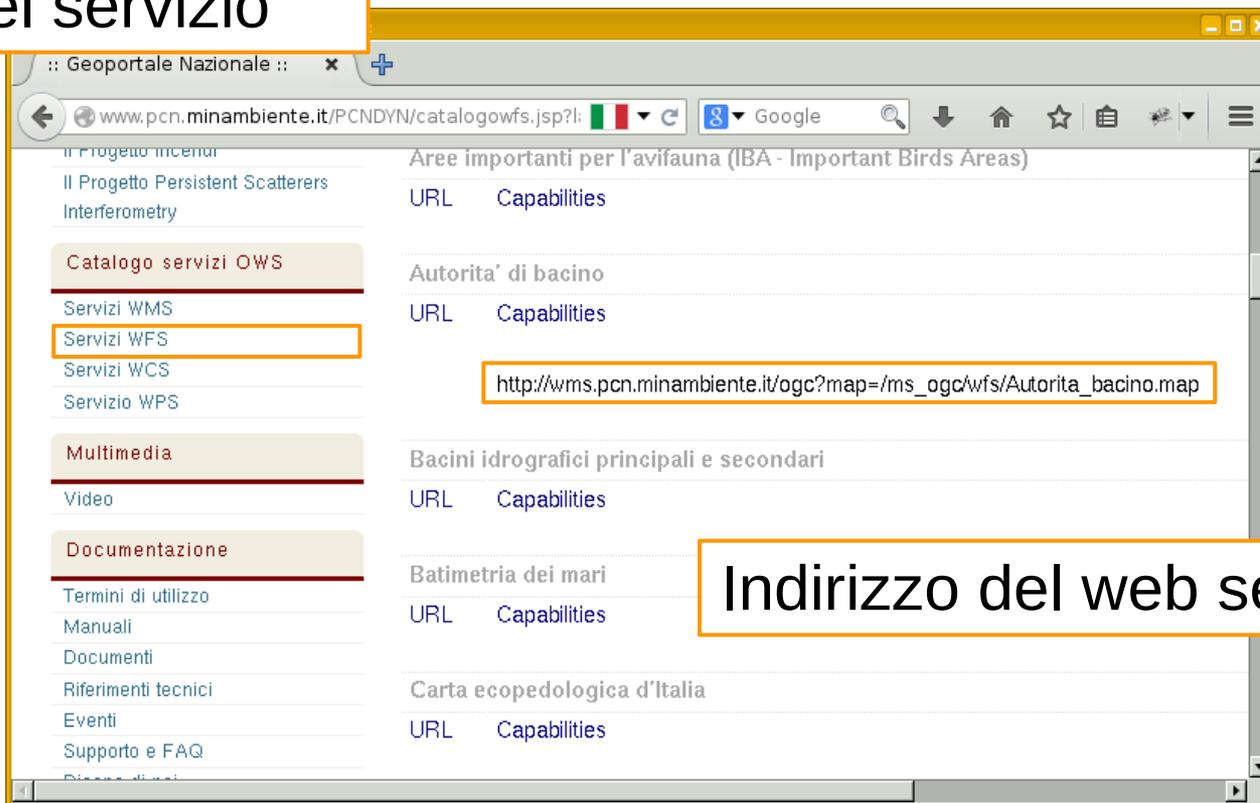 el servizio
:: Geoportale Nazionale ::
www.pcn.minambiente.it/PCNDYN/catalogowfs.jsp?l
Google
Il Progetto Incendi
Il Progetto Persistent Scatterers
Interferometry
Catalogo servizi OWS
Servizi WMS
Servizi WFS
Servizi WCS
Servizio WPS
Multimedia
Video
Documentazione
Termini di utilizzo
Manuali
Documenti
Riferimenti tecnici
Eventi
Supporto e FAQ
Aree importanti per l'avifauna (IBA - Important Birds Areas)
URL Capabilities
Autorita' di bacino
URL Capabilities
http://wms.pcn.minambiente.it/ogc?map=/ms_ogc/wfs/Autorita_bacino.map
Bacini idrografici principali e secondari
URL Capabilities
Batimetria dei mari
URL Capabilities
Indirizzo del web se
Carta ecopedologica d'Italia
URL Capabilities